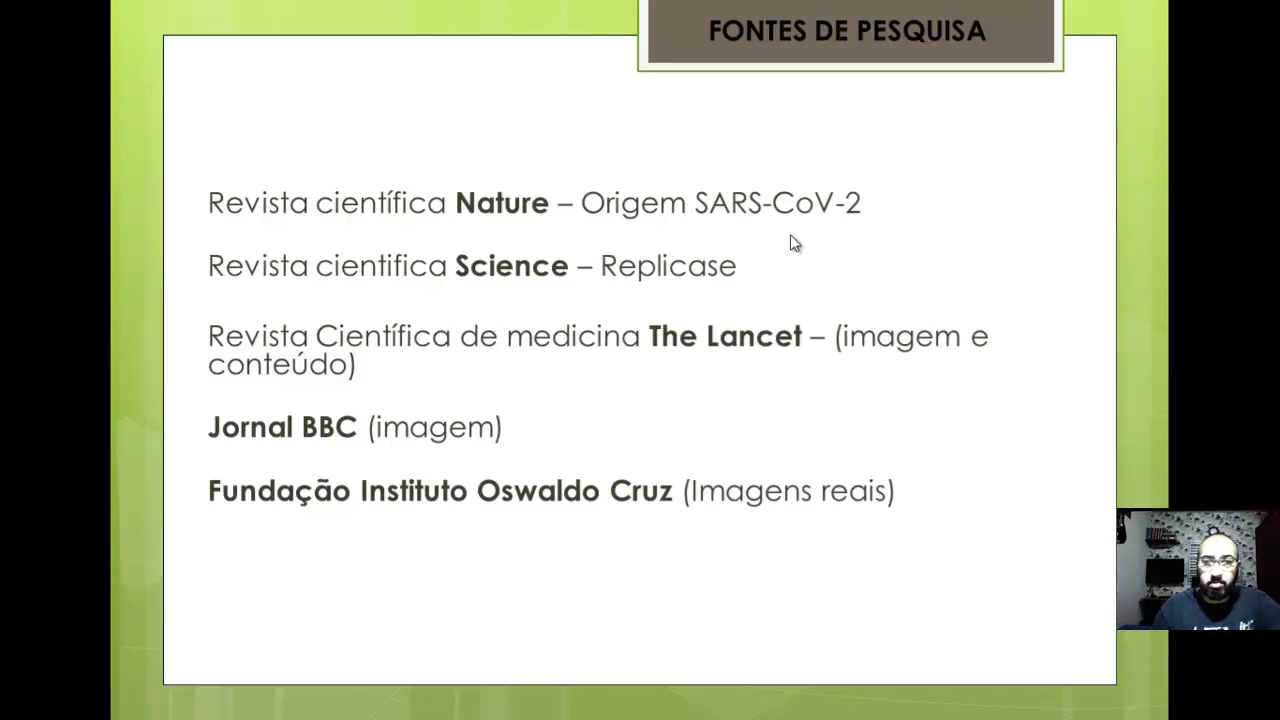 FONTES DE PESQUISA
Revista científica Nature – Origem SARS-CoV-2
Revista cientifica Science – Replicase
Revista Científica de medicina The Lancet – (imagem e
conteúdo)
Jornal BBC (imagem)
Fundação Instituto Oswaldo Cruz (Imagens reais)